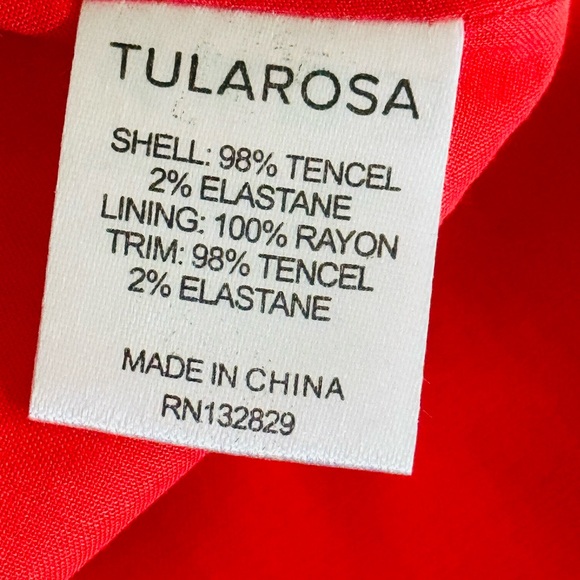 TULAROSA
SHELL: 98% TENCEL
2% ELASTANE
LINING: 100% RAYON
TRIM: 98% TENCEL
2% ELASTANE
MADE IN CHINA
RN132829